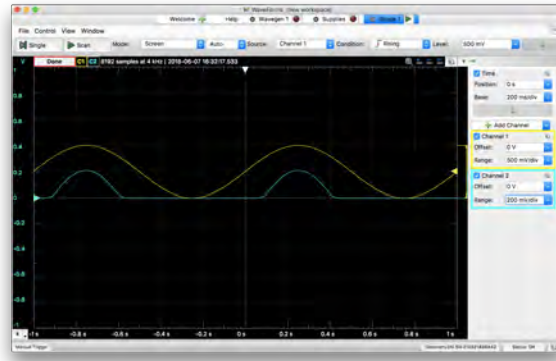 WaveForms (new workspace)
Welcome Help Wavegen 1 Supplies Scope 1
File Control View Window
Single Scan Mode: Screen Auto Source: Channel 1 Condition: Rising Level: 500 mV
V Done C1 C2 8192 samples at 4 kHz | 2018-06-07
Time
Position: 0 s
Base: 200 ms/div
Add Channel
Channel 1
Offset: 0 V
Range: 500 mV/div
Channel 2
Offset: 0 V
Range: 200 mV/div
0.8
0.6
0.4
0.2
0
-0.2
-0.4
-0.6
-0.8
-1
-1 s -0.8 s -0.6 s -0.4 s -0.2 s 0 s 0.2 s 0.4 s 0.6 s 0.8 s 1 s
Manual Trigger